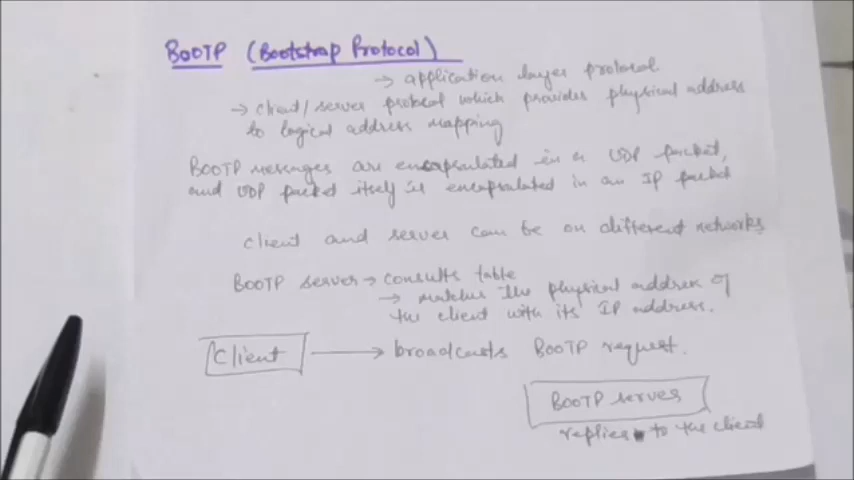 BOOTP (Bootstrap Protocol)
→ application layer protocol
→ client/server protocol which provides physical address
to logical address mapping
BOOTP messages are encapsulated in a UDP packet,
and UDP packet itself is encapsulated in an IP packet
client and server can be on different networks
BOOTP server → consults table
→ matches the physical address of
the client with its IP address.
Client → broadcasts BOOTP request.
BOOTP server
replies to the client